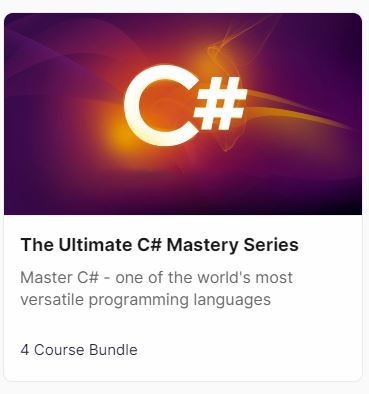 C#
The Ultimate C# Mastery Series
Master C# - one of the world's most
versatile programming languages
4 Course Bundle